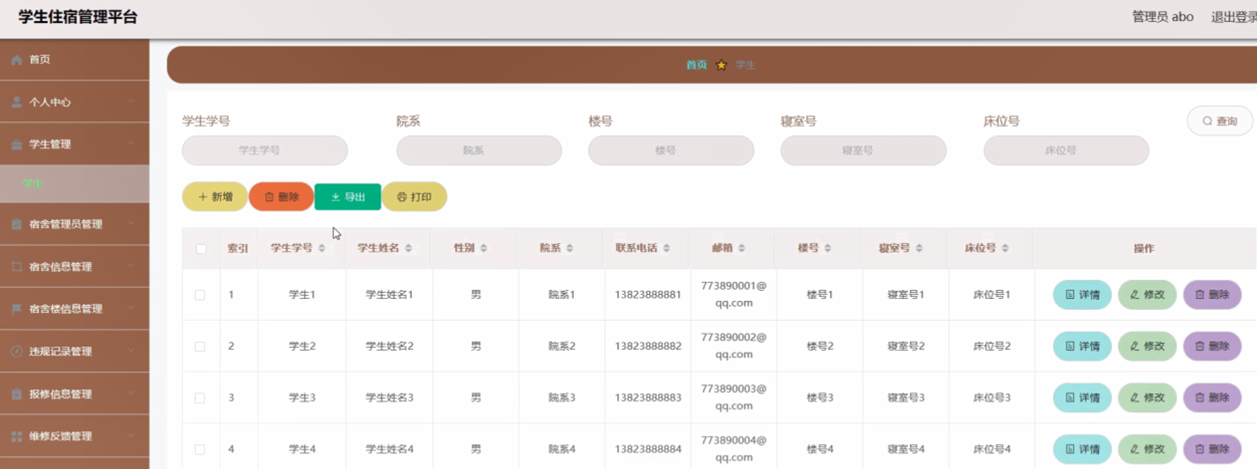 学生住宿管理平台
管理员 abo 退出登录
首页
个人中心
学生管理
学生
宿舍管理员管理
宿舍信息管理
宿舍楼信息管理
违规记录管理
报修信息管理
维修反馈管理
首页 学生
学生学号 院系 楼号 寝室号 床位号
学生学号 院系 楼号 寝室号 床位号 查询
新增 删除 导出 打印
索引 学生学号 学生姓名 性别 院系 联系电话 邮箱 楼号 寝室号 床位号 操作
1 学生1 学生姓名1 男 院系1 13823888881 773890001@qq.com 楼号1 寝室号1 床位号1 详情 修改 删除
2 学生2 学生姓名2 男 院系2 13823888882 773890002@qq.com 楼号2 寝室号2 床位号2 详情 修改 删除
3 学生3 学生姓名3 男 院系3 13823888883 773890003@qq.com 楼号3 寝室号3 床位号3 详情 修改 删除
4 学生4 学生姓名4 男 院系4 13823888884 773890004@qq.com 楼号4 寝室号4 床位号4 详情 修改 删除